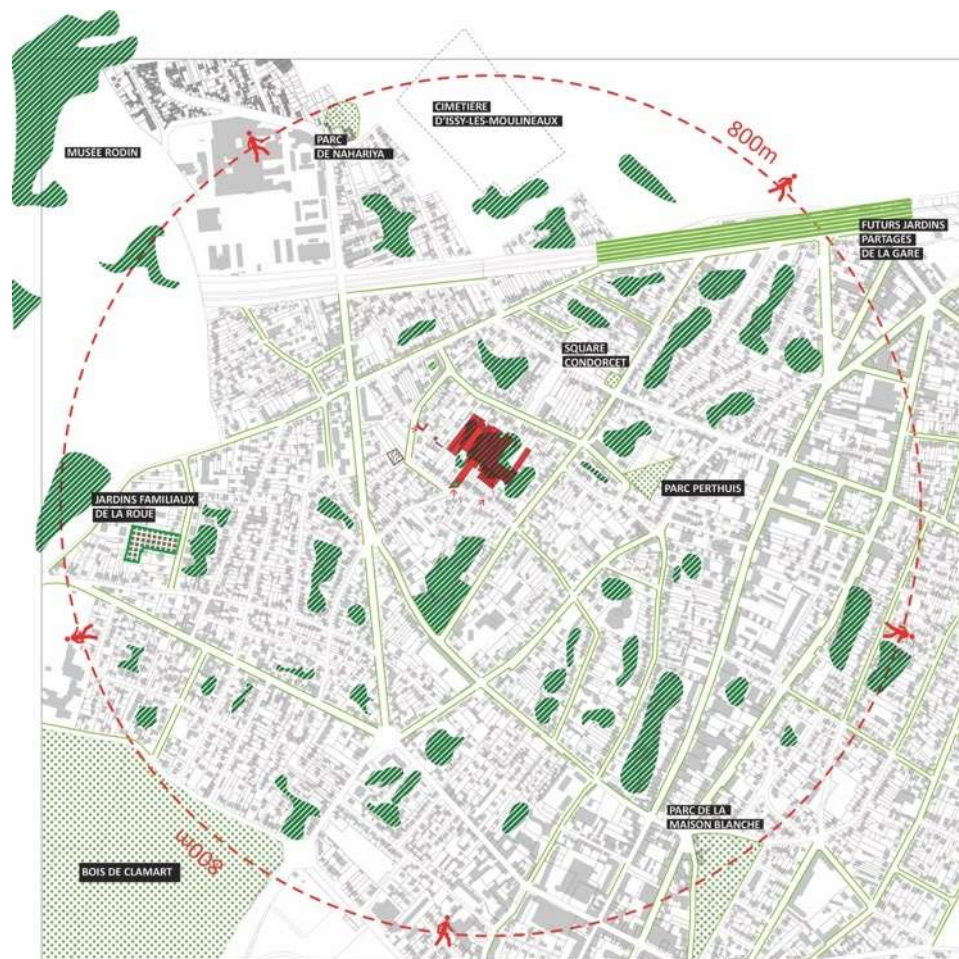 CIMETIÈRE
D'ISSY-LES-MOULINEAUX
800m
PARC
DE NAHARIYA
MUSÉE RODIN
FUTURS JARDINS
PARTAGÉS
DE LA GARE
SQUARE
CONDORCET
PARC PERTHUIS
JARDINS FAMILIAUX
DE LA ROUE
PARC DE LA
MAISON BLANCHE
800m
BOIS DE CLAMART